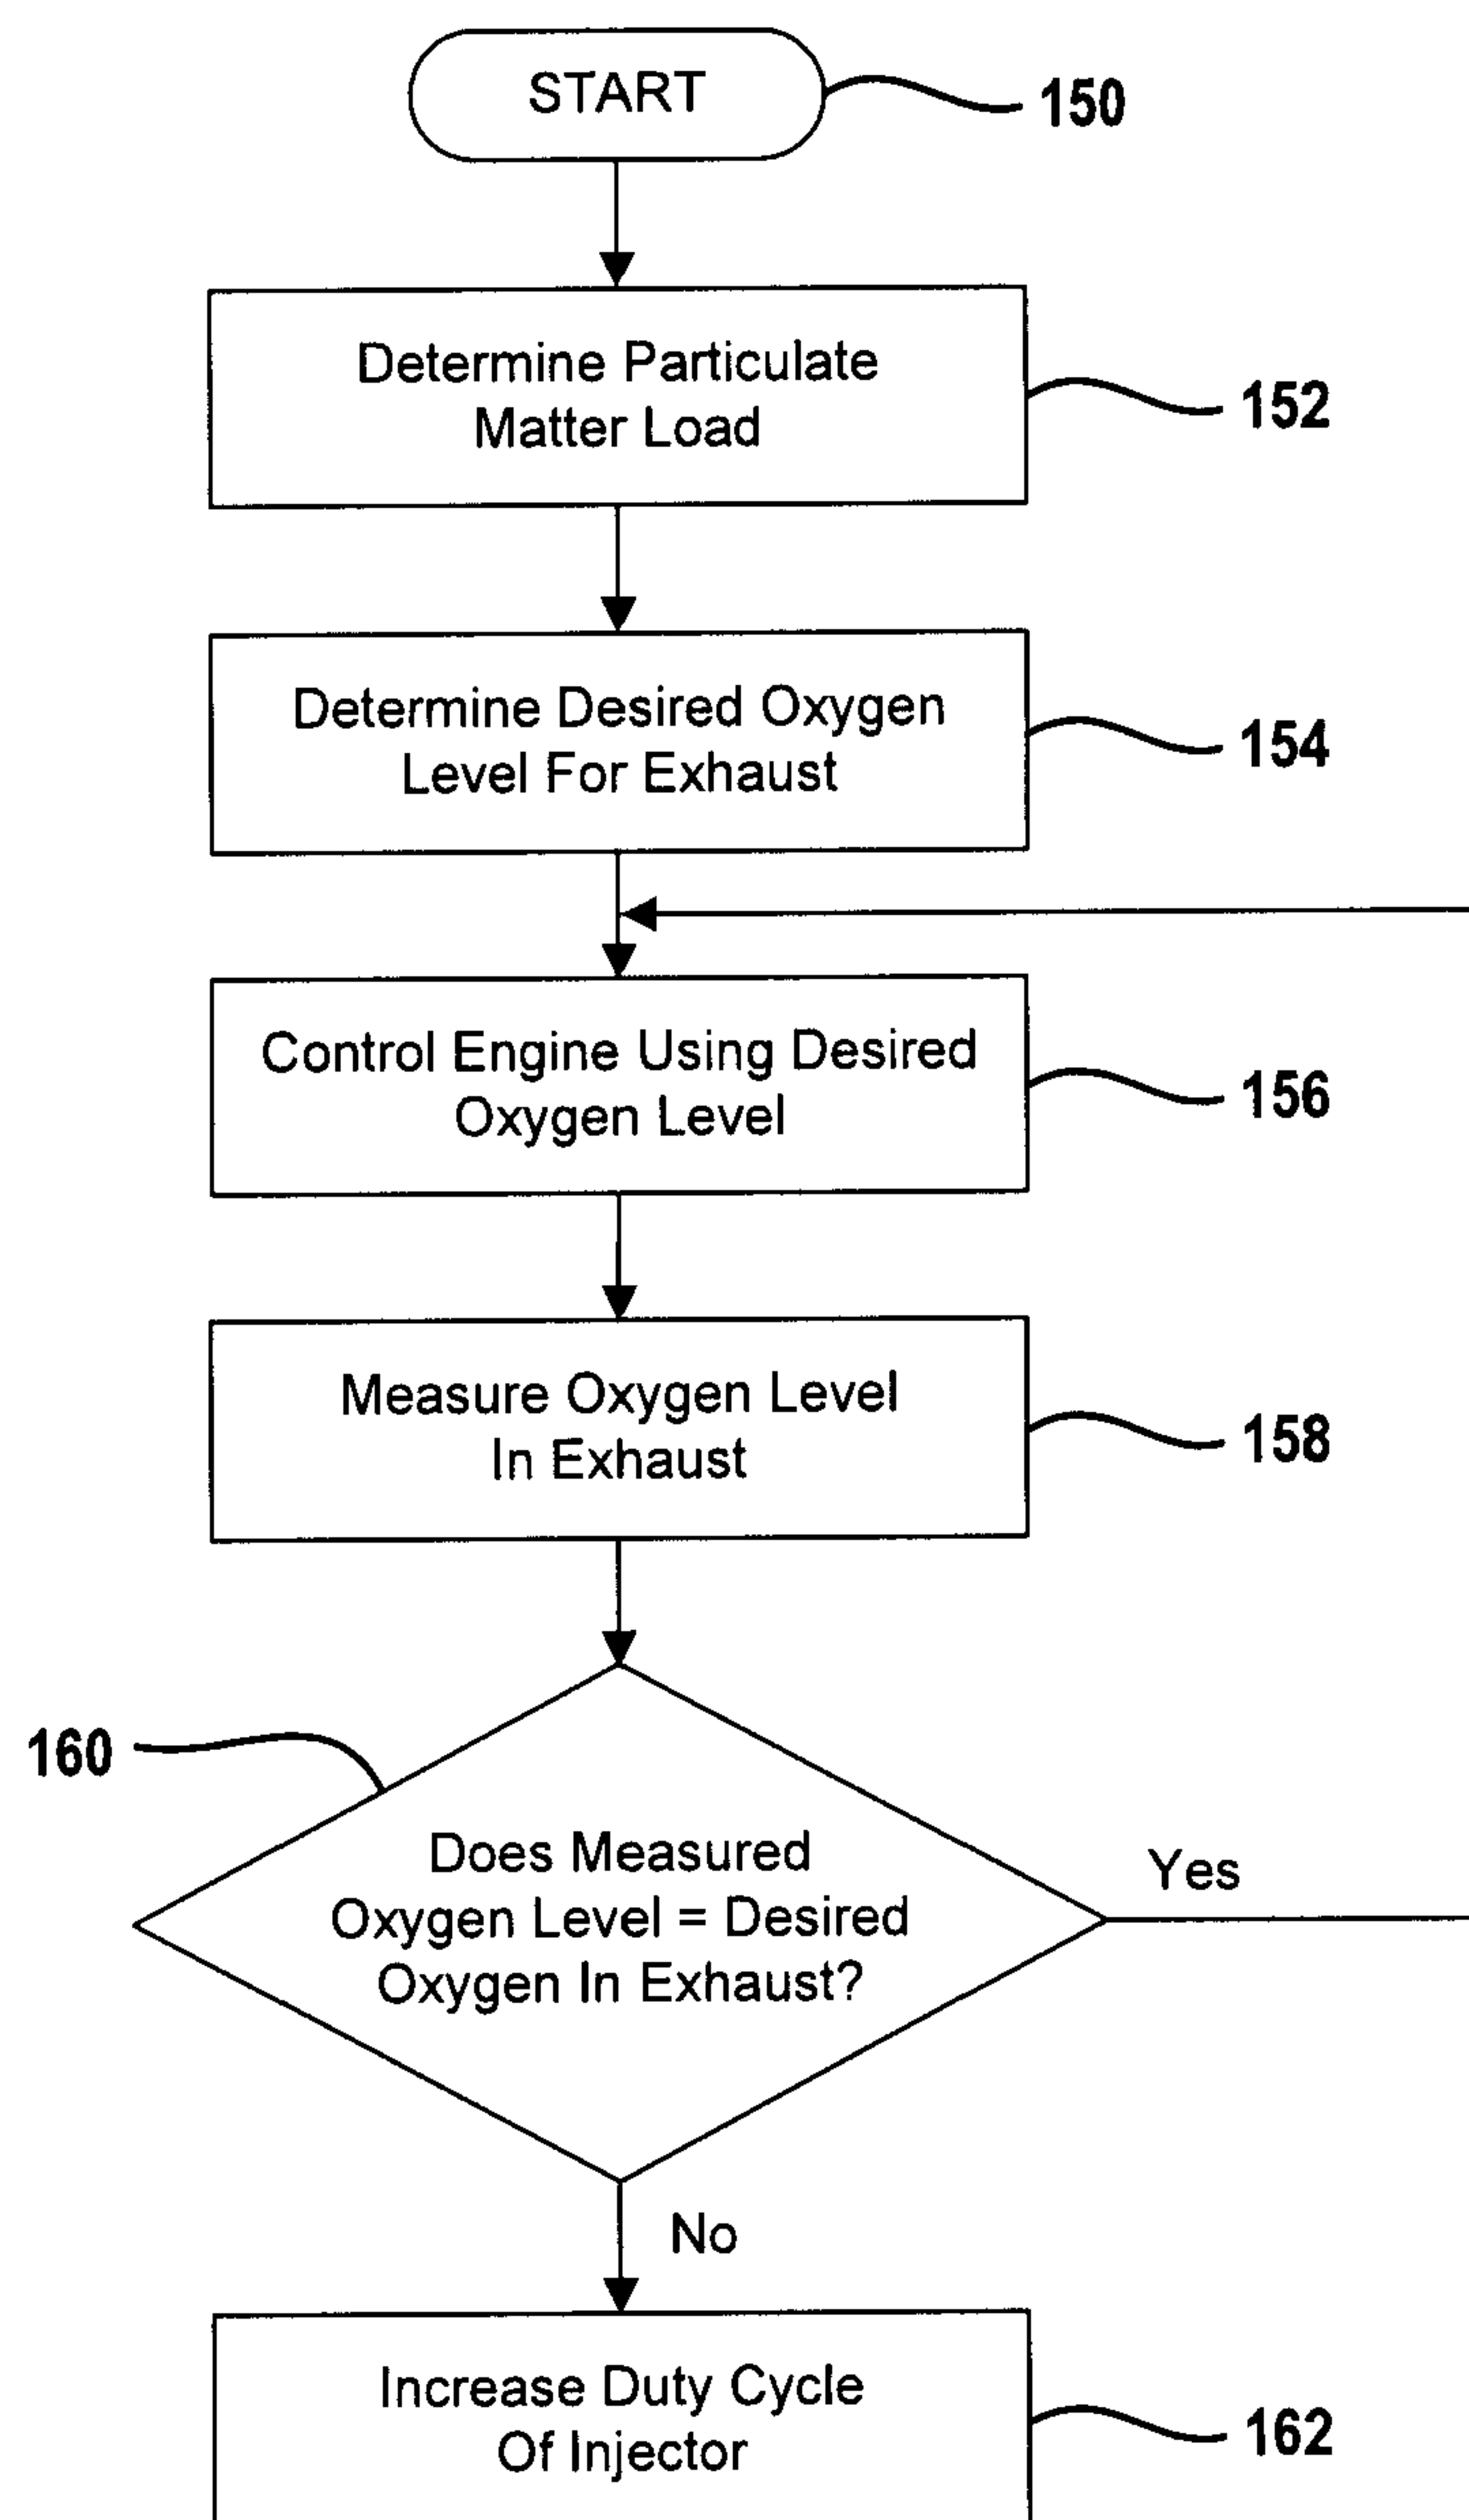 START
150
Determine Particulate
Matter Load
152
Determine Desired Oxygen
Level For Exhaust
154
Control Engine Using Desired
Oxygen Level
156
Measure Oxygen Level
In Exhaust
158
160
Does Measured
Oxygen Level = Desired
Oxygen In Exhaust?
Yes
No
Increase Duty Cycle
Of Injector
162